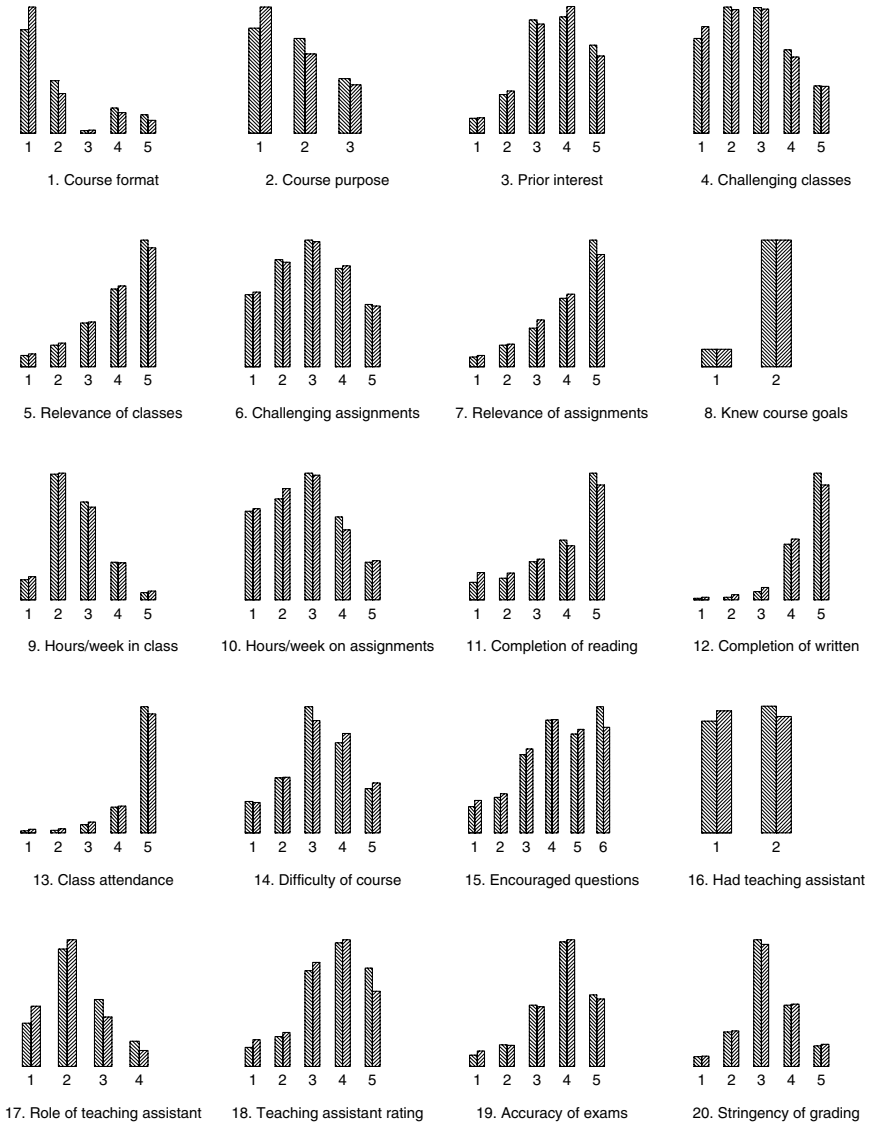 1 2 3 4 5
1 2 3
1 2 3 4 5
1 2 3 4 5
1. Course format
2. Course purpose
3. Prior interest
4. Challenging classes
1 2 3 4 5
1 2 3 4 5
1 2 3 4 5
1 2
5. Relevance of classes
6. Challenging assignments
7. Relevance of assignments
8. Knew course goals
1 2 3 4 5
1 2 3 4 5
1 2 3 4 5
1 2 3 4 5
9. Hours/week in class
10. Hours/week on assignments
11. Completion of reading
12. Completion of written
1 2 3 4 5
1 2 3 4 5
1 2 3 4 5 6
1 2
13. Class attendance
14. Difficulty of course
15. Encouraged questions
16. Had teaching assistant
1 2 3 4
1 2 3 4 5
1 2 3 4 5
1 2 3 4 5
17. Role of teaching assistant
18. Teaching assistant rating
19. Accuracy of exams
20. Stringency of grading